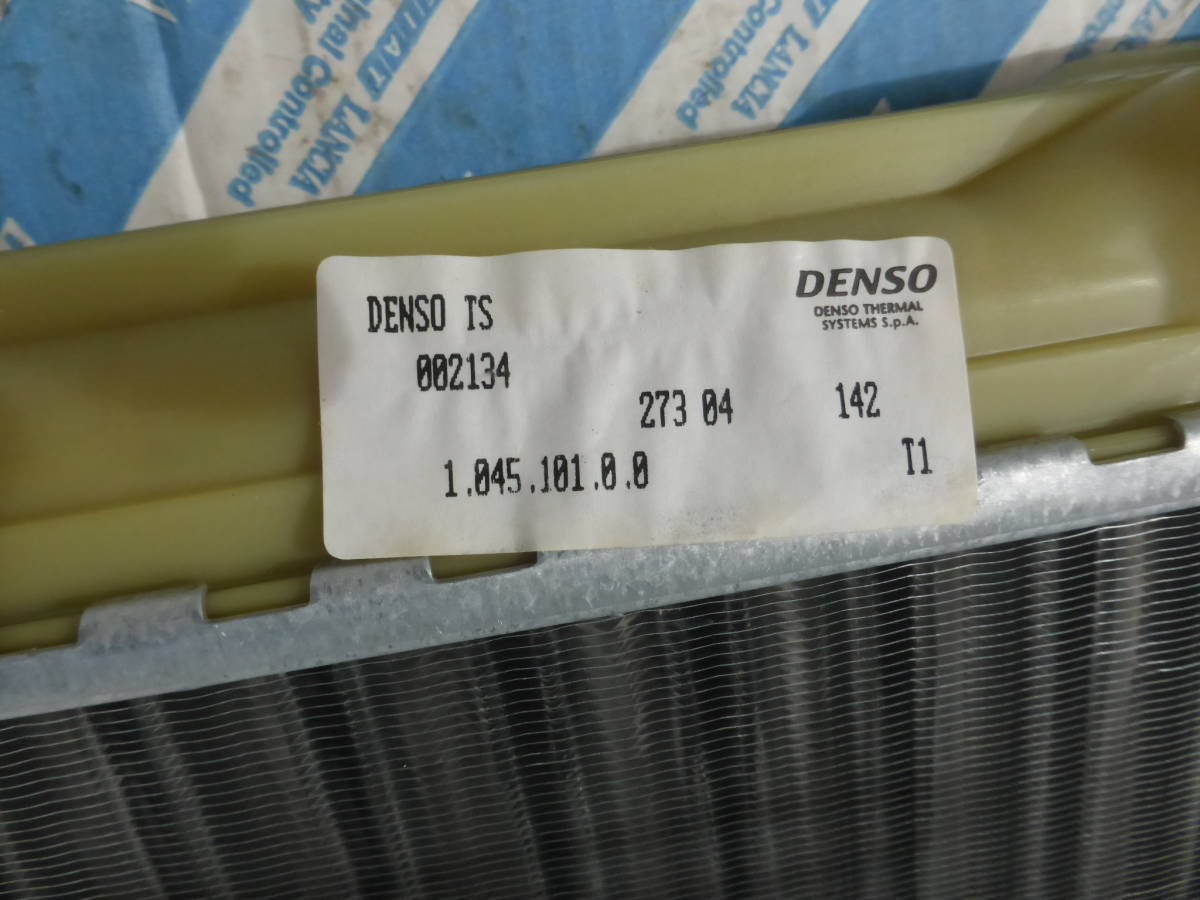 LANCIA
Controlled
LANCIA
Controlled
DENSO TS
DENSO
DENSO THERMAL
SYSTEMS S.p.A.
002134
273 04
142
1.045.101.0.0
T1